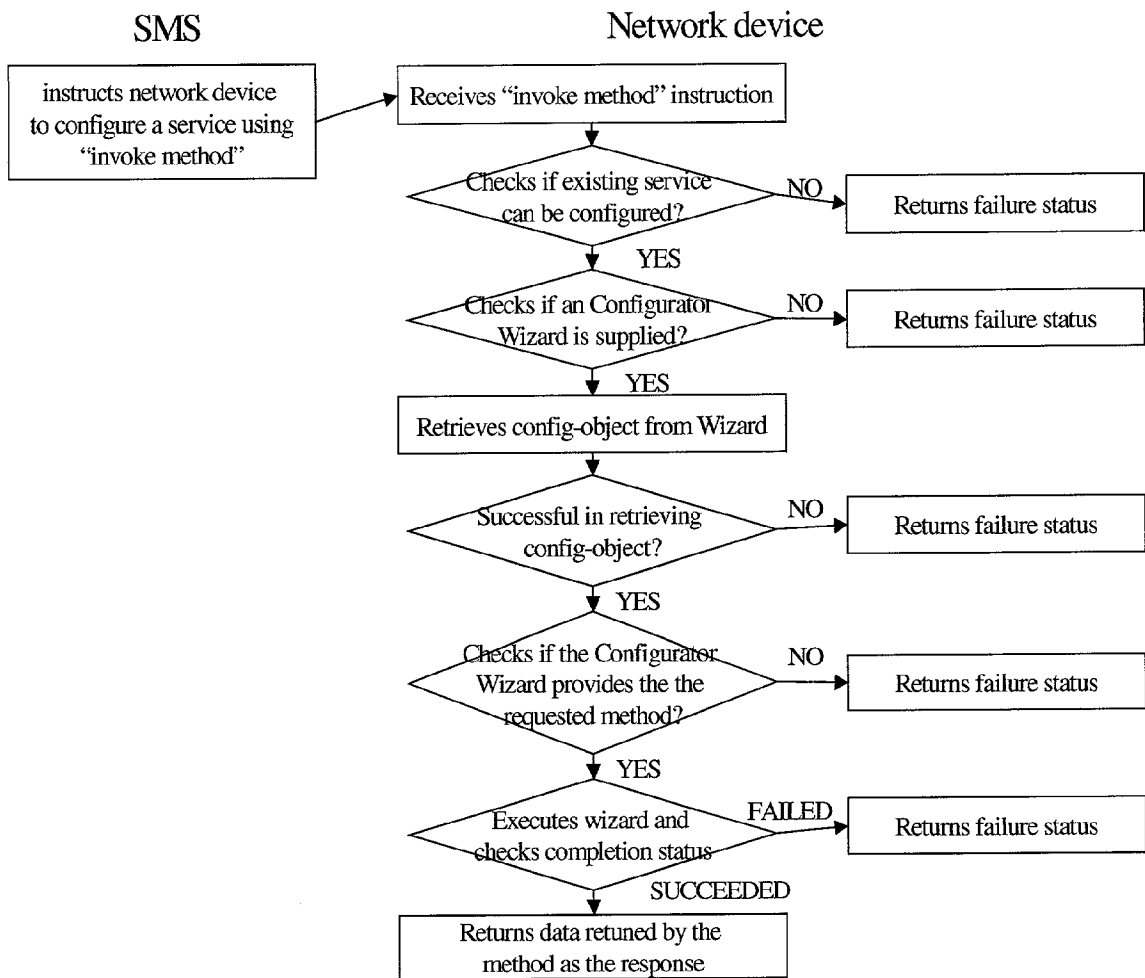 SMS
Network device
instructs network device
to configure a service using
“invoke method”
Receives “invoke method” instruction
Checks if existing service
can be configured?
NO
Returns failure status
YES
Checks if an Configurator
Wizard is supplied?
NO
Returns failure status
YES
Retrieves config-object from Wizard
Successful in retrieving
config-object?
NO
Returns failure status
YES
Checks if the Configurator
Wizard provides the the
requested method?
NO
Returns failure status
YES
Executes wizard and
checks completion status
FAILED
Returns failure status
SUCCEEDED
Returns data retuned by the
method as the response